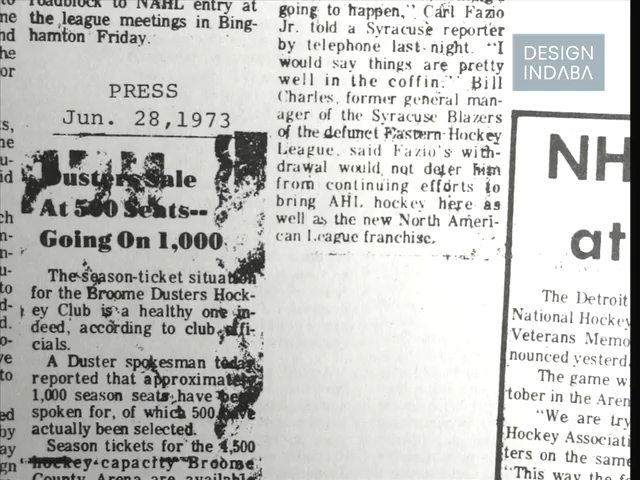 roadblock to NAHL entry at
the league meetings in Bing-
hamton Friday.
PRESS
Jun. 28,1973
Dusters Sale
At 500 Seats--
Going On 1,000
The season-ticket situation
for the Broome Dusters Hock-
ey Club is a healthy one in-
deed, according to club offi-
cials.
A Duster spokesman today
reported that approximately
1,000 season seats have been
spoken for, of which 500 have
actually been selected.
Season tickets for the 4,500
hockey-capacity Broome
County Arena are available
going to happen," Carl Fazio
Jr. told a Syracuse reporter
by telephone last night. "I
would say things are pretty
well in the coffin." Bill
Charles, former general man-
ager of the Syracuse Blazers
of the defunct Eastern Hockey
League, said Fazio's with-
drawal would not deter him
from continuing efforts to
bring AHL hockey here as
well as the new North Ameri-
can League franchise.
DESIGN
INDABA
NH
at
The Detroit
National Hockey
Veterans Memo
nounced yesterd
The game w
tober in the Aren
"We are try
Hockey Associati
ters on the same
"This way the f